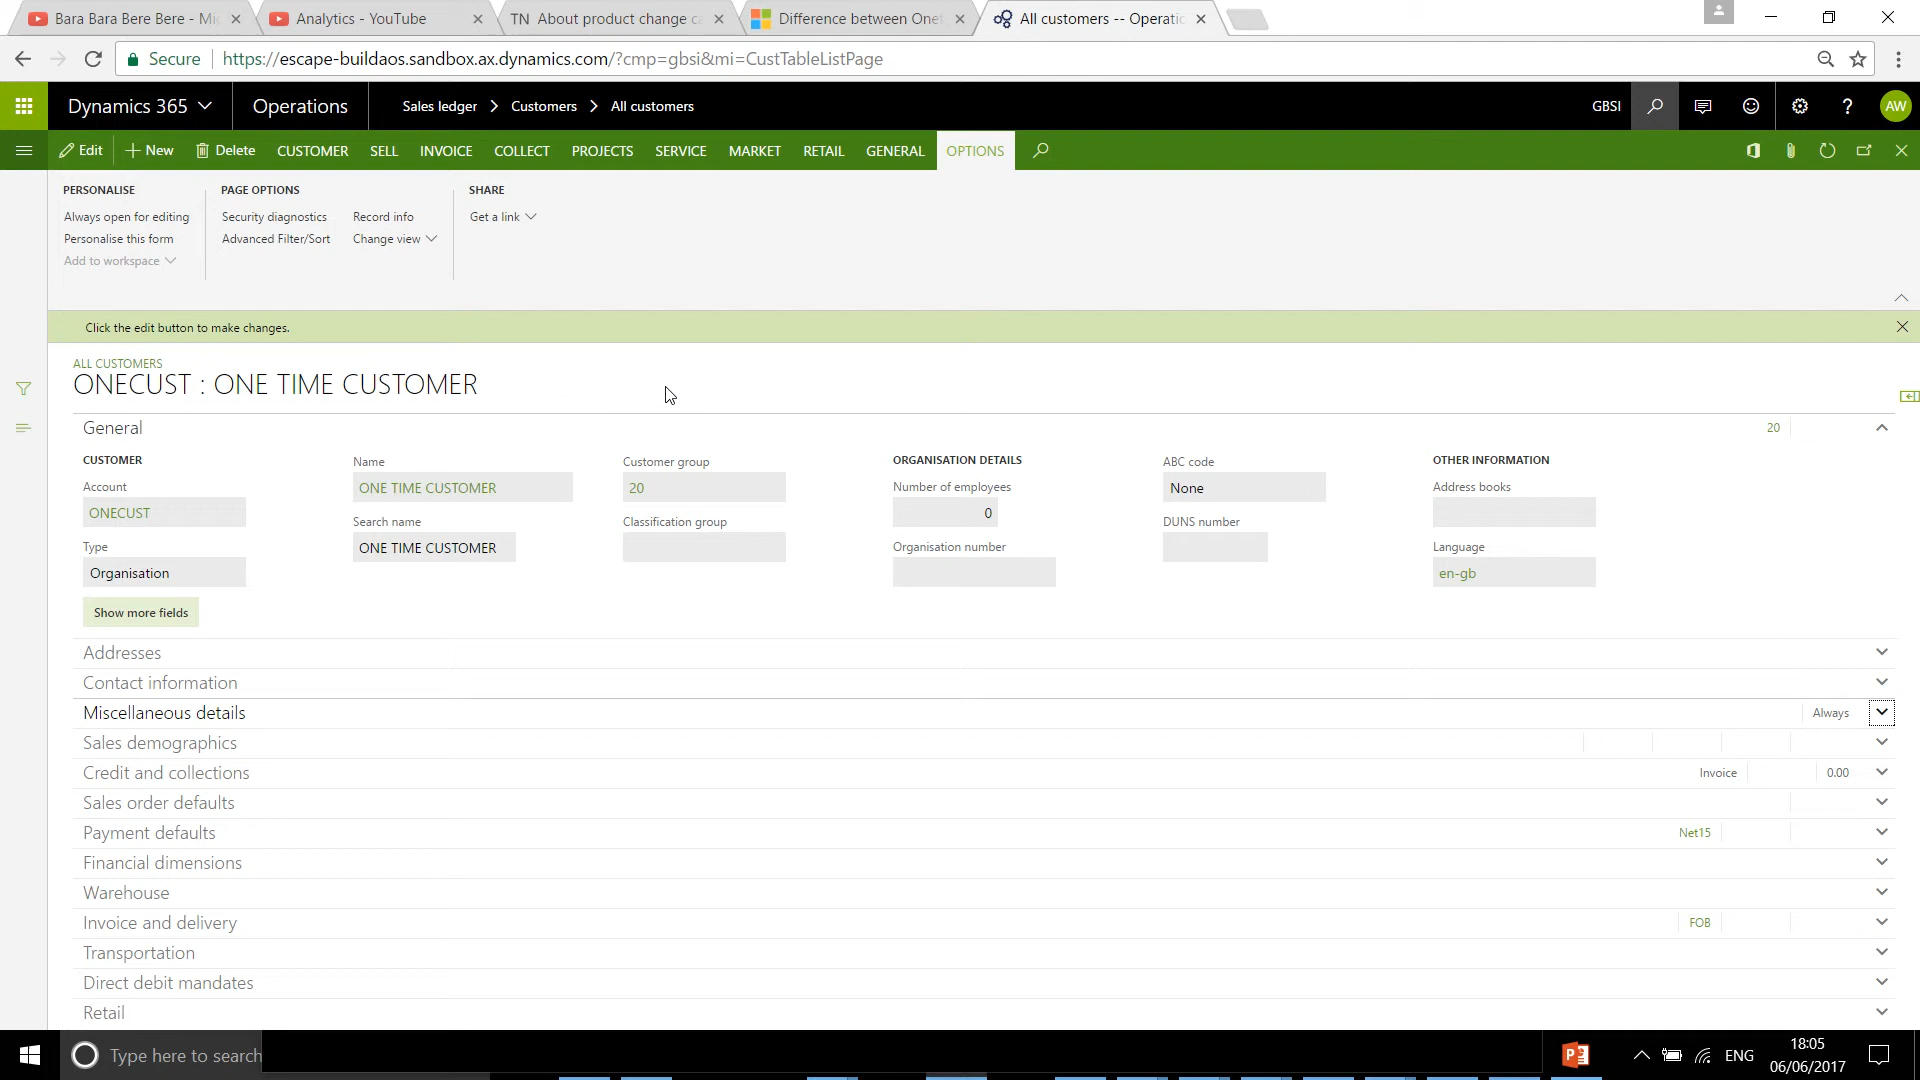 Bara Bara Bere Bere - Mi
Analytics - YouTube
TN About product change ca
Difference between Onet
All customers -- Operati
Secure
https://escape-buildaos.sandbox.ax.dynamics.com/?cmp=gbsi&mi=CustTableListPage
Dynamics 365
Operations
Sales ledger
Customers
All customers
GBSI
?
AW
Edit
New
Delete
CUSTOMER
SELL
INVOICE
COLLECT
PROJECTS
SERVICE
MARKET
RETAIL
GENERAL
OPTIONS
PERSONALISE
Always open for editing
Personalise this form
Add to workspace
PAGE OPTIONS
Security diagnostics
Advanced Filter/Sort
Record info
Change view
SHARE
Get a link
Click the edit button to make changes.
ALL CUSTOMERS
ONECUST : ONE TIME CUSTOMER
General
20
CUSTOMER
Account
ONECUST
Type
Organisation
Show more fields
Name
ONE TIME CUSTOMER
Search name
ONE TIME CUSTOMER
Customer group
20
Classification group
ORGANISATION DETAILS
Number of employees
0
Organisation number
ABC code
None
DUNS number
OTHER INFORMATION
Address books
Language
en-gb
Addresses
Contact information
Miscellaneous details
Always
Sales demographics
Credit and collections
Invoice
0.00
Sales order defaults
Payment defaults
Net15
Financial dimensions
Warehouse
Invoice and delivery
FOB
Transportation
Direct debit mandates
Retail
Type here to search
ENG
18:05
06/06/2017